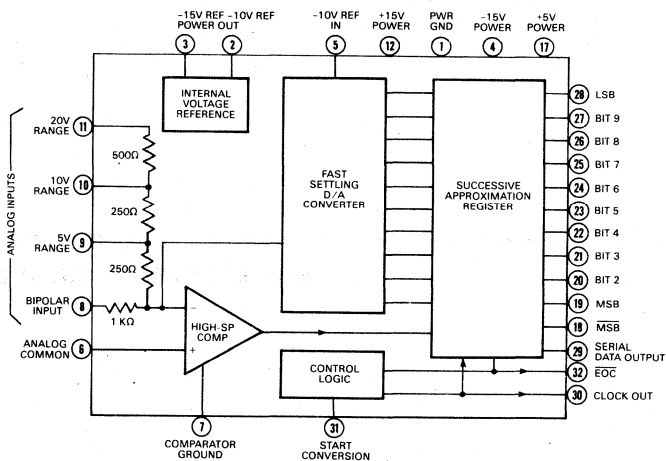 -15V REF
POWER
-10V REF
OUT
-10V REF
IN
+15V
POWER
PWR
GND
-15V
POWER
+5V
POWER
3
2
5
12
1
4
17
INTERNAL
VOLTAGE
REFERENCE
FAST
SETTLING
D/A
CONVERTER
SUCCESSIVE
APPROXIMATION
REGISTER
ANALOG INPUTS
20V
RANGE
11
500Ω
10V
RANGE
10
250Ω
5V
RANGE
9
250Ω
BIPOLAR
INPUT
8
1 KΩ
ANALOG
COMMON
6
−
HIGH-SP
COMP
+
CONTROL
LOGIC
28 LSB
27 BIT 9
26 BIT 8
25 BIT 7
24 BIT 6
23 BIT 5
22 BIT 4
21 BIT 3
20 BIT 2
19 MSB
18 M̅S̅B̅
29 SERIAL
DATA OUTPUT
32 E̅O̅C̅
30 CLOCK OUT
7
COMPARATOR
GROUND
31
START
CONVERSION